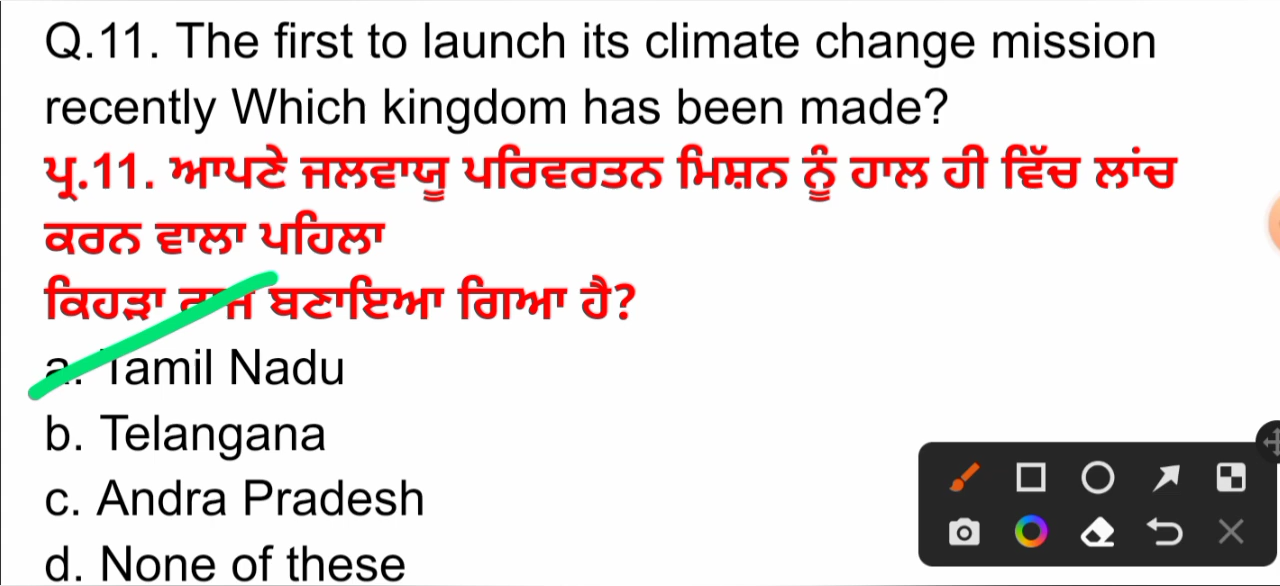 Q.11. The first to launch its climate change mission
recently Which kingdom has been made?
ਪ੍ਰ.11. ਆਪਣੇ ਜਲਵਾਯੂ ਪਰਿਵਰਤਨ ਮਿਸ਼ਨ ਨੂੰ ਹਾਲ ਹੀ ਵਿੱਚ ਲਾਂਚ
ਕਰਨ ਵਾਲਾ ਪਹਿਲਾ
ਕਿਹੜਾ ਰਾਜ ਬਣਾਇਆ ਗਿਆ ਹੈ?
a. Tamil Nadu
b. Telangana
c. Andra Pradesh
d. None of these